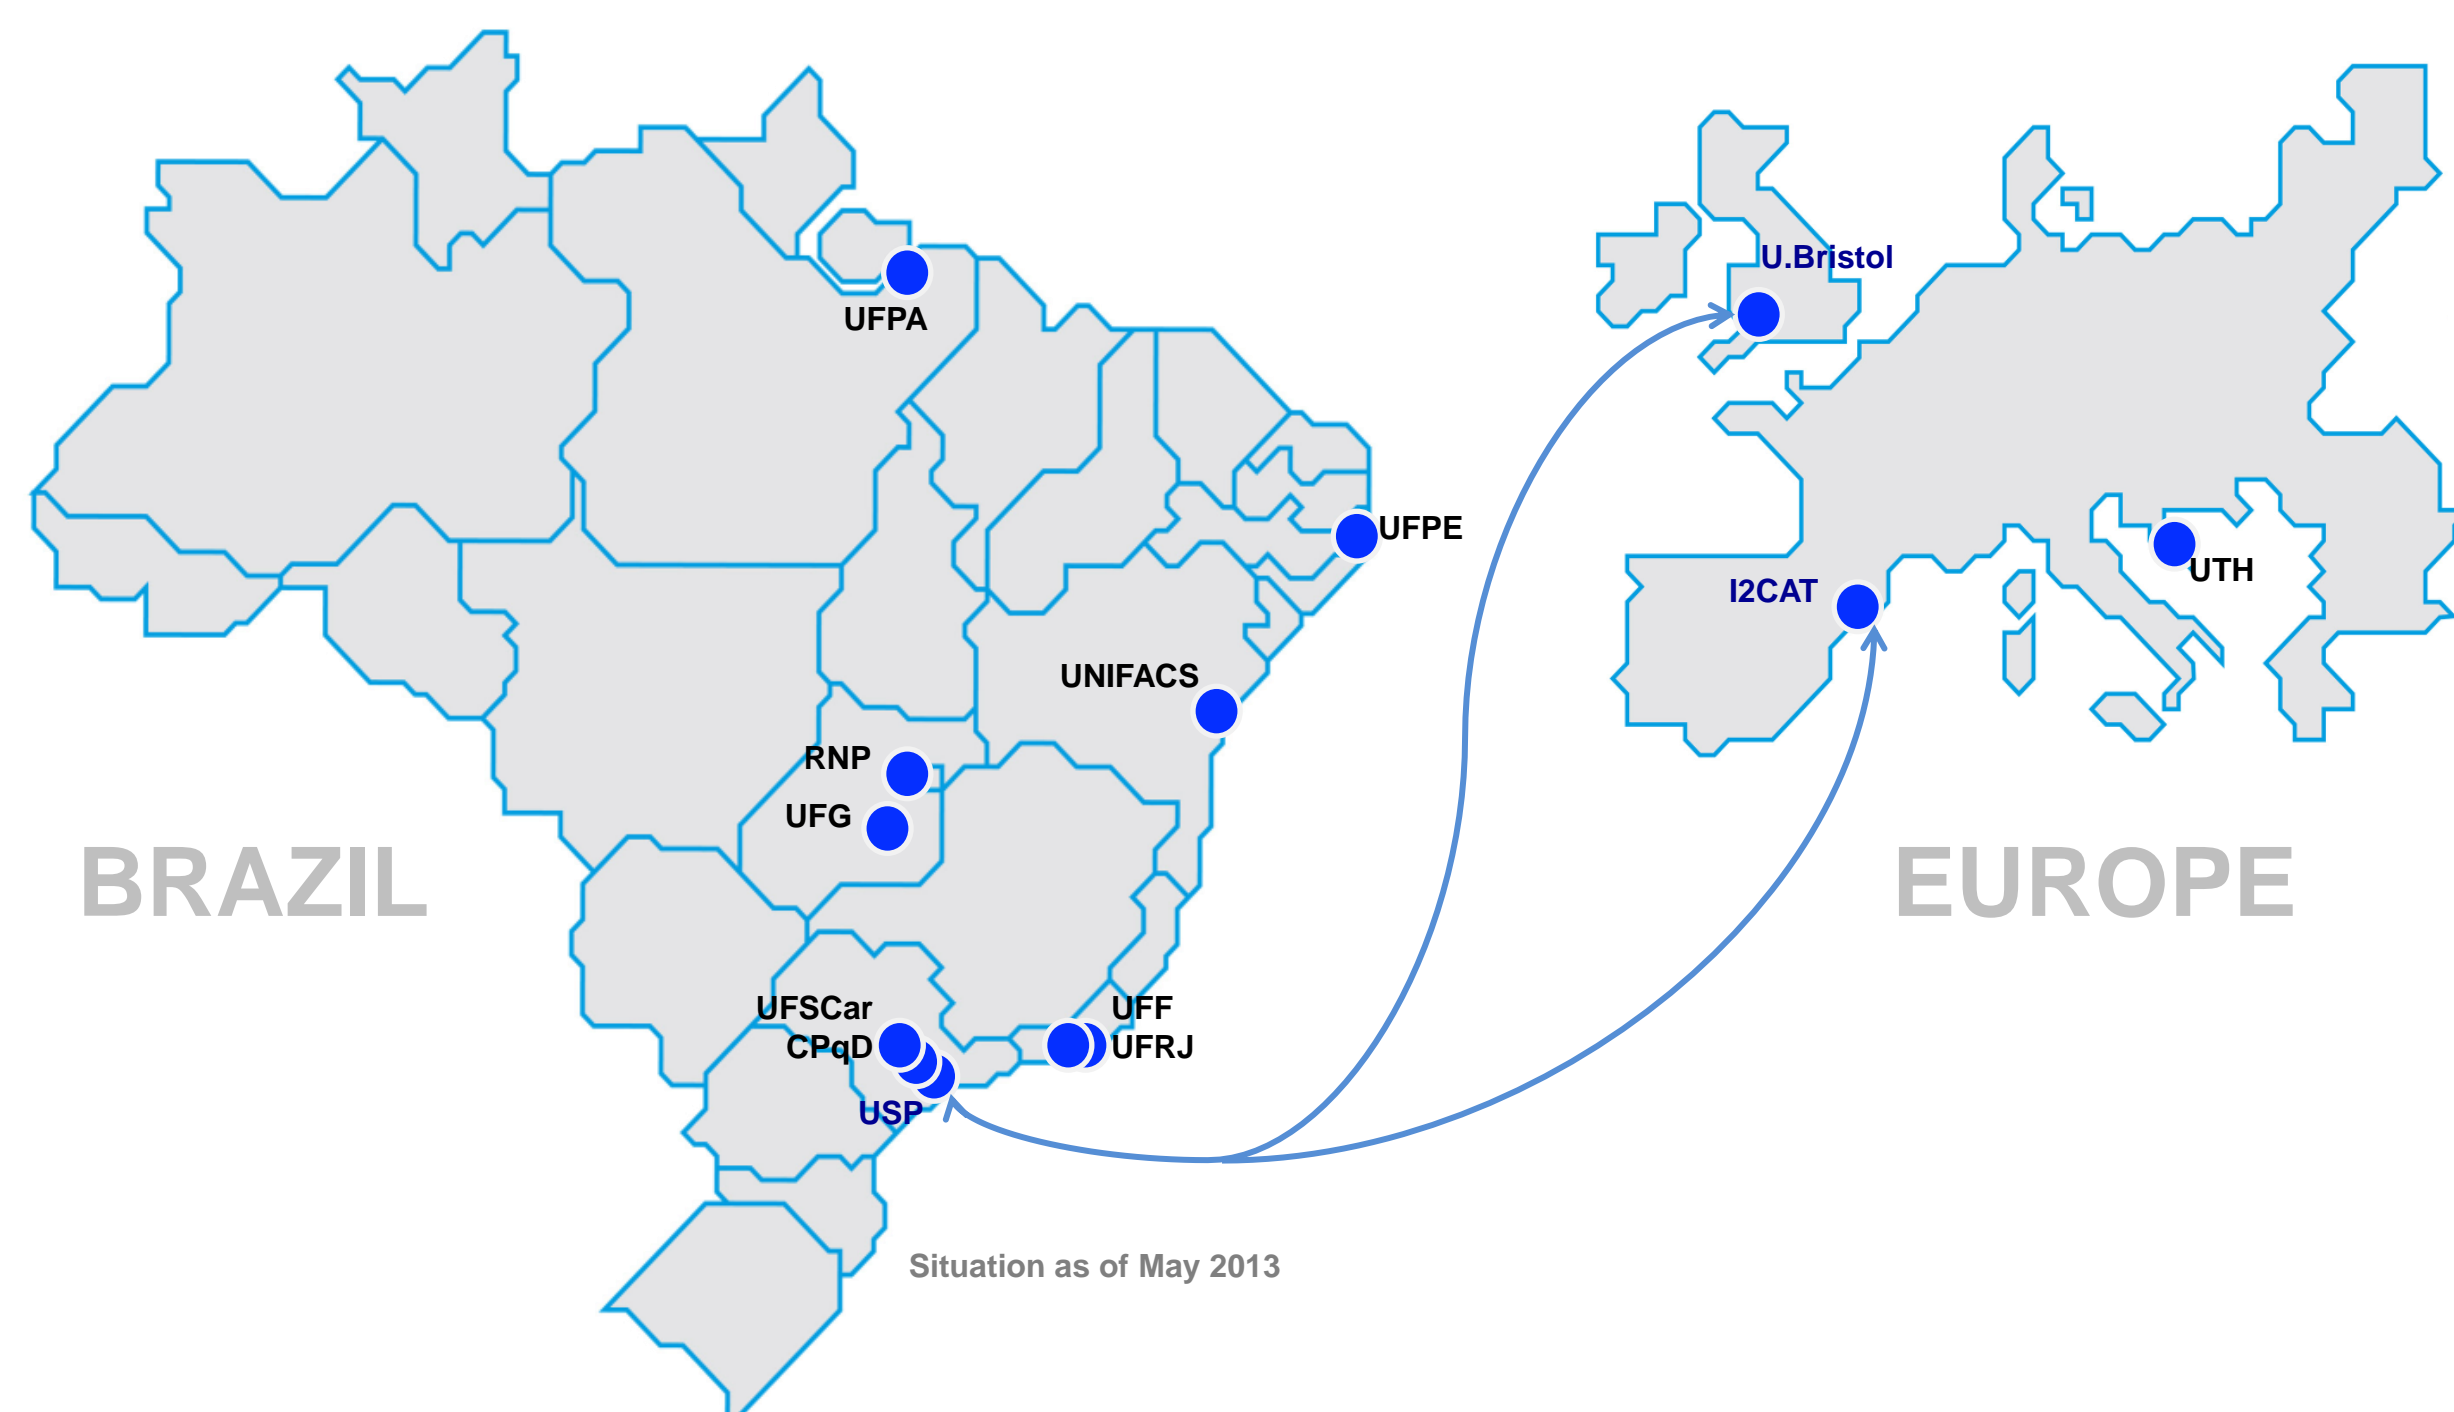 U.Bristol
UFPA
UFPE
UTH
I2CAT
UNIFACS
RNP
UFG
BRAZIL
EUROPE
UFSCar
UFF
CPqD
UFRJ
USP
Situation as of May 2013